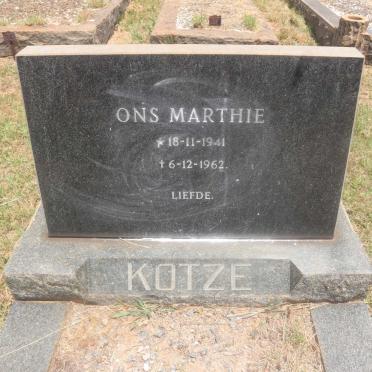 ONS MARTHIE
* 18-11-1941
† 6-12-1962.
LIEFDE.
KOTZE